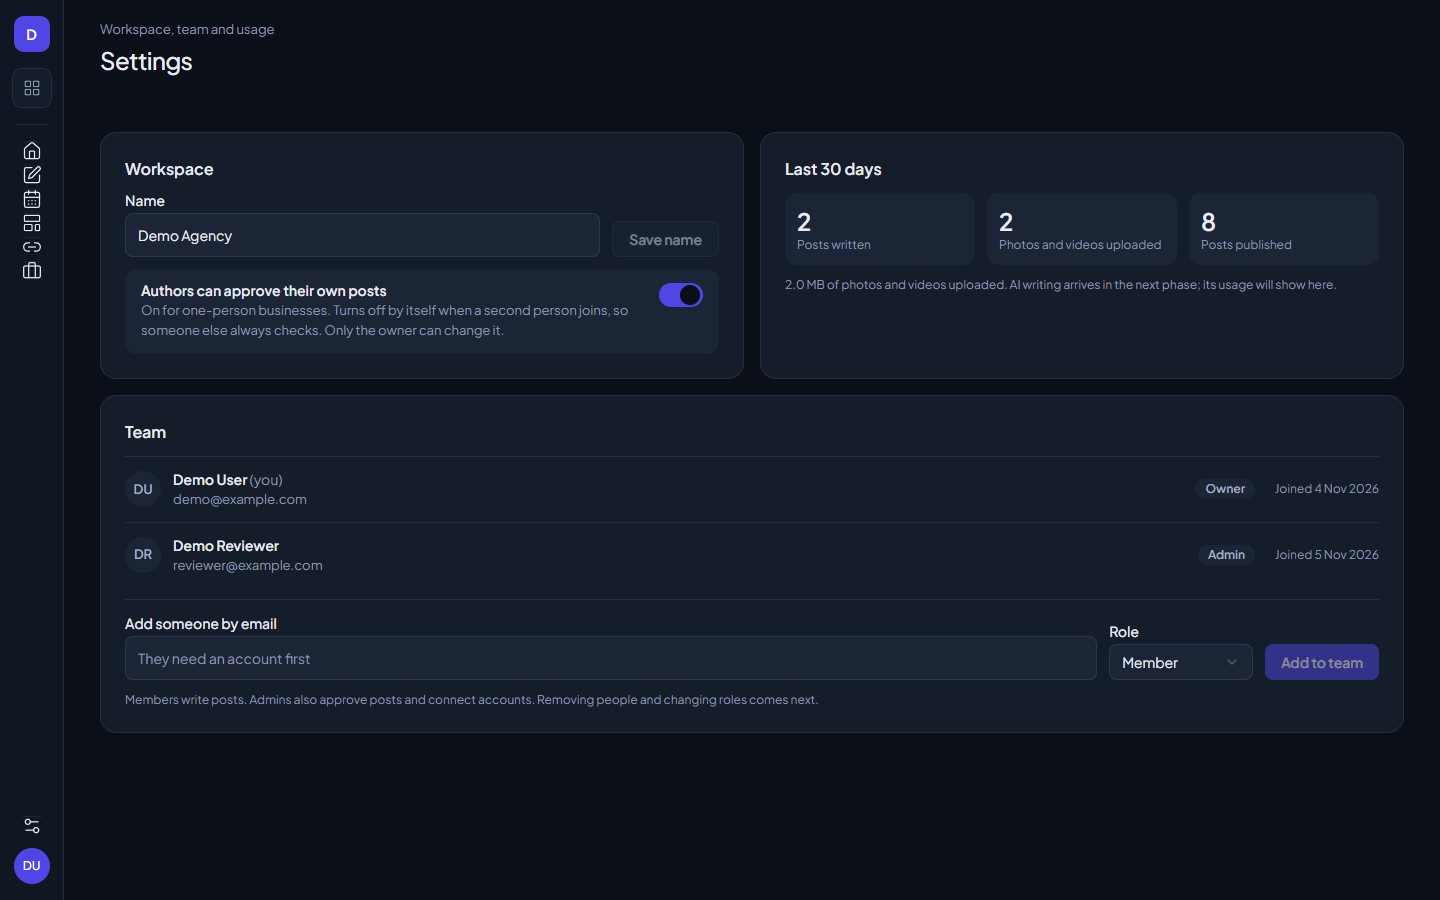 D
Workspace, team and usage
Settings
Workspace
Name
Demo Agency
Save name
Authors can approve their own posts
On for one-person businesses. Turns off by itself when a second person joins, so
someone else always checks. Only the owner can change it.
Last 30 days
2
Posts written
2
Photos and videos uploaded
8
Posts published
2.0 MB of photos and videos uploaded. AI writing arrives in the next phase; its usage will show here.
Team
DU
Demo User (you)
demo@example.com
Owner
Joined 4 Nov 2026
DR
Demo Reviewer
reviewer@example.com
Admin
Joined 5 Nov 2026
Add someone by email
They need an account first
Role
Member
Add to team
Members write posts. Admins also approve posts and connect accounts. Removing people and changing roles comes next.
DU